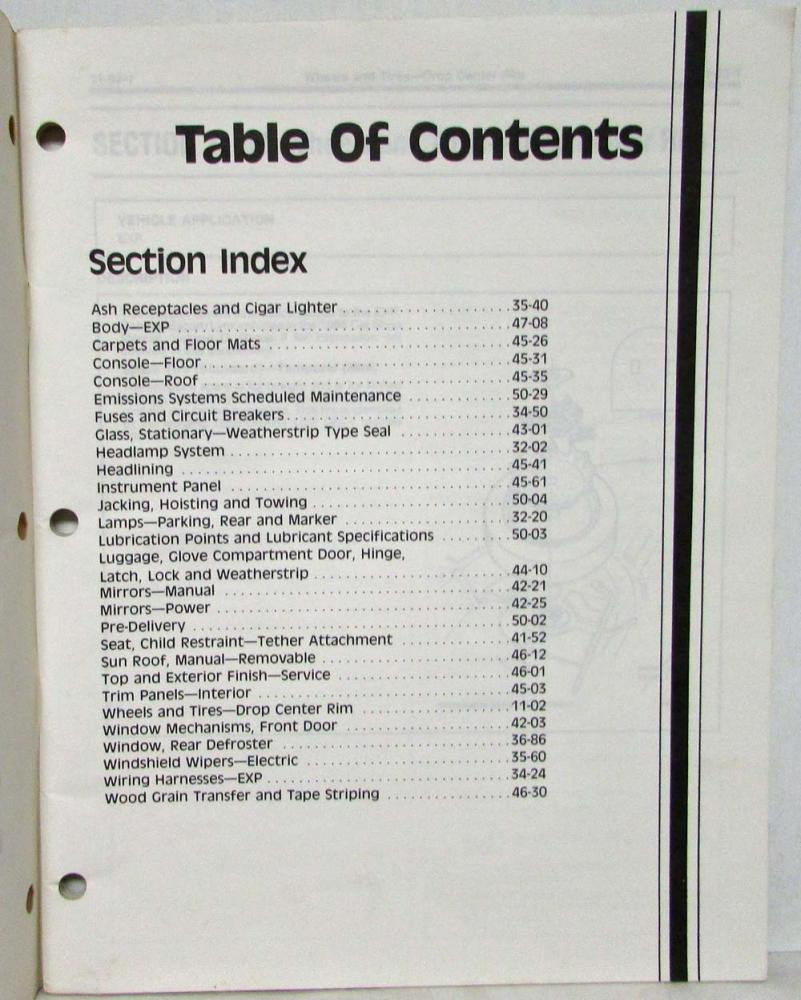 Table Of Contents
Section Index
Ash Receptacles and Cigar Lighter . . . . . . . . . . . . . . . . . . . . . 35-40
Body—EXP . . . . . . . . . . . . . . . . . . . . . . . . . . . . . . . . . . . . . . . . 47-08
Carpets and Floor Mats . . . . . . . . . . . . . . . . . . . . . . . . . . . . . 45-26
Console—Floor . . . . . . . . . . . . . . . . . . . . . . . . . . . . . . . . . . . . . 45-31
Console—Roof . . . . . . . . . . . . . . . . . . . . . . . . . . . . . . . . . . . . . 45-35
Emissions Systems Scheduled Maintenance . . . . . . . . . . . . 50-29
Fuses and Circuit Breakers . . . . . . . . . . . . . . . . . . . . . . . . . . . 34-50
Glass, Stationary—Weatherstrip Type Seal . . . . . . . . . . . . . 43-01
Headlamp System . . . . . . . . . . . . . . . . . . . . . . . . . . . . . . . . . . 32-02
Headlining . . . . . . . . . . . . . . . . . . . . . . . . . . . . . . . . . . . . . . . . 45-41
Instrument Panel . . . . . . . . . . . . . . . . . . . . . . . . . . . . . . . . . . 45-61
Jacking, Hoisting and Towing . . . . . . . . . . . . . . . . . . . . . . . . 50-04
Lamps—Parking, Rear and Marker . . . . . . . . . . . . . . . . . . . . 32-20
Lubrication Points and Lubricant Specifications . . . . . . . . . 50-03
Luggage, Glove Compartment Door, Hinge,
Latch, Lock and Weatherstrip . . . . . . . . . . . . . . . . . . . . . . . . 44-10
Mirrors—Manual . . . . . . . . . . . . . . . . . . . . . . . . . . . . . . . . . . . 42-21
Mirrors—Power . . . . . . . . . . . . . . . . . . . . . . . . . . . . . . . . . . . . 42-25
Pre-Delivery . . . . . . . . . . . . . . . . . . . . . . . . . . . . . . . . . . . . . . . 50-02
Seat, Child Restraint—Tether Attachment . . . . . . . . . . . . . . 41-52
Sun Roof, Manual—Removable . . . . . . . . . . . . . . . . . . . . . . . 46-12
Top and Exterior Finish—Service . . . . . . . . . . . . . . . . . . . . . . 46-01
Trim Panels—Interior . . . . . . . . . . . . . . . . . . . . . . . . . . . . . . . 45-03
Wheels and Tires—Drop Center Rim . . . . . . . . . . . . . . . . . . . 11-02
Window Mechanisms, Front Door . . . . . . . . . . . . . . . . . . . . . 42-03
Window, Rear Defroster . . . . . . . . . . . . . . . . . . . . . . . . . . . . . 36-86
Windshield Wipers—Electric . . . . . . . . . . . . . . . . . . . . . . . . . . 35-60
Wiring Harnesses—EXP . . . . . . . . . . . . . . . . . . . . . . . . . . . . . . 34-24
Wood Grain Transfer and Tape Striping . . . . . . . . . . . . . . . . 46-30